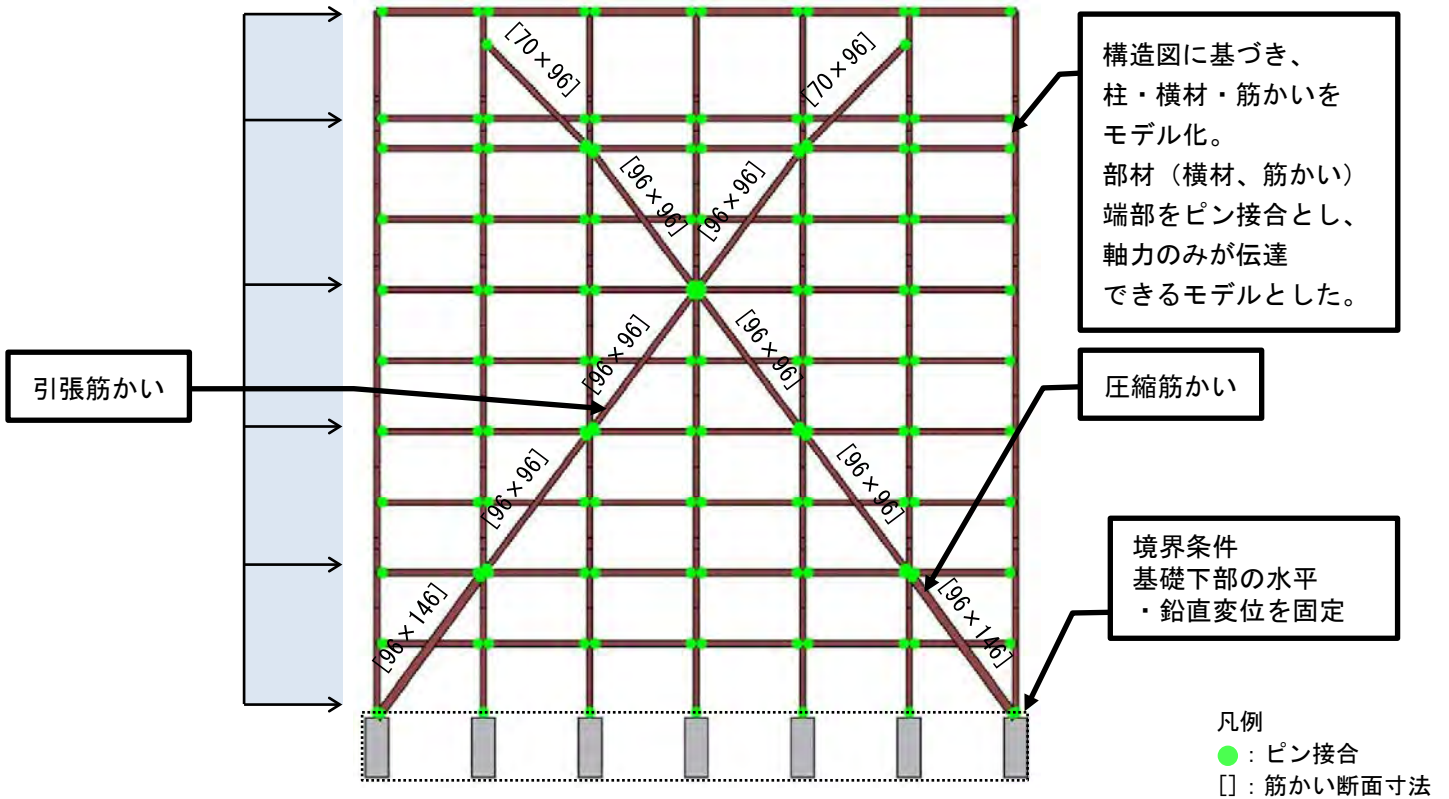 [70×96]
[70×96]
構造図に基づき、
柱・横材・筋かいを
モデル化。
部材（横材、筋かい）
端部をピン接合とし、
軸力のみが伝達
できるモデルとした。
[96×96]
[96×96]
引張筋かい
[96×96]
[96×96]
圧縮筋かい
[96×96]
[96×96]
境界条件
基礎下部の水平
・鉛直変位を固定
[96×146]
[96×146]
凡例
：ピン接合
[]：筋かい断面寸法